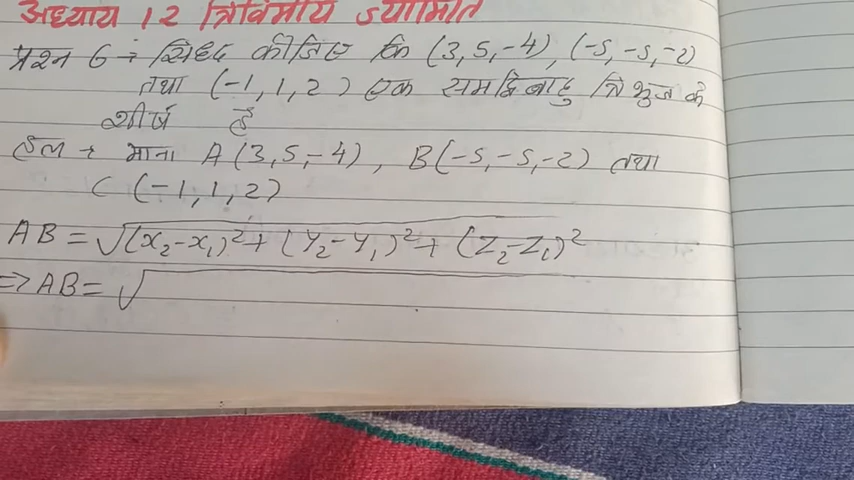 अध्याय 12 त्रिविमीय ज्यामिति
प्रश्न 6 → सिद्ध कीजिए कि (3, 5, -4), (-5, -5, -2)
तथा (-1, 1, 2) एक समद्विबाहु त्रिभुज के
शीर्ष हैं
हल → माना A (3, 5, -4), B(-5, -5, -2) तथा
C (-1, 1, 2)
AB = √(x₂-x₁)² + (y₂-y₁)² + (z₂-z₁)²
=> AB = √